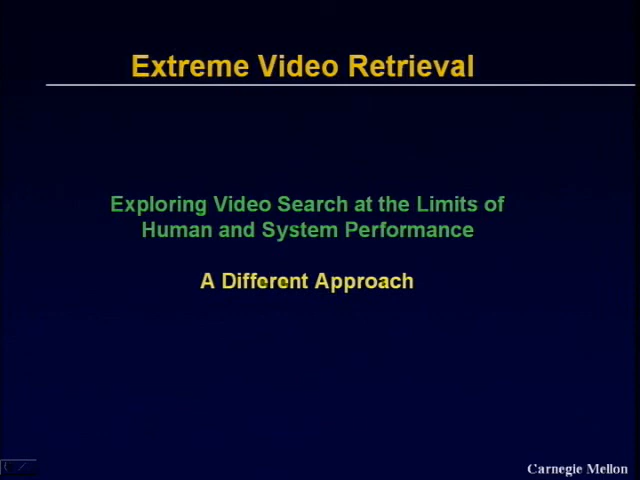 Extreme Video Retrieval
Exploring Video Search at the Limits of
Human and System Performance
A Different Approach
Carnegie Mellon